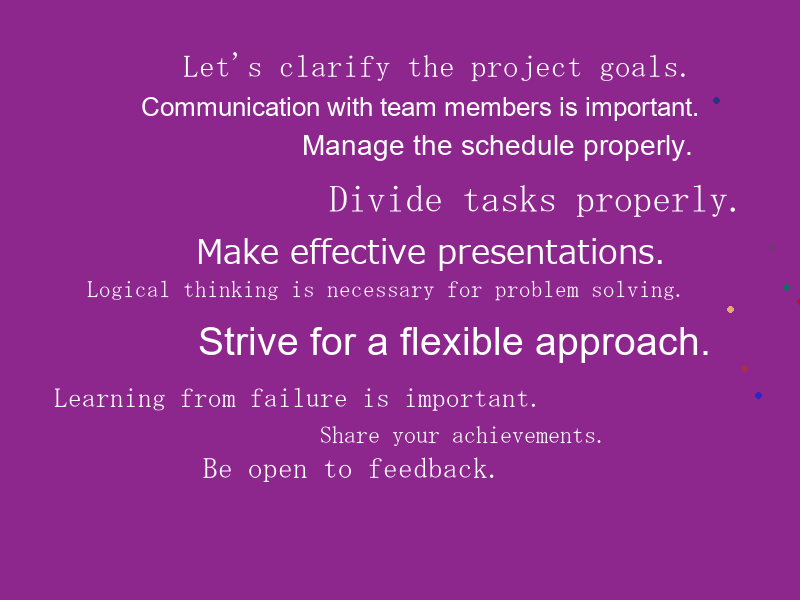 Let's clarify the project goals.
Communication with team members is important.
Manage the schedule properly.
Divide tasks properly.
Make effective presentations.
Logical thinking is necessary for problem solving.
Strive for a flexible approach.
Learning from failure is important.
Share your achievements.
Be open to feedback.